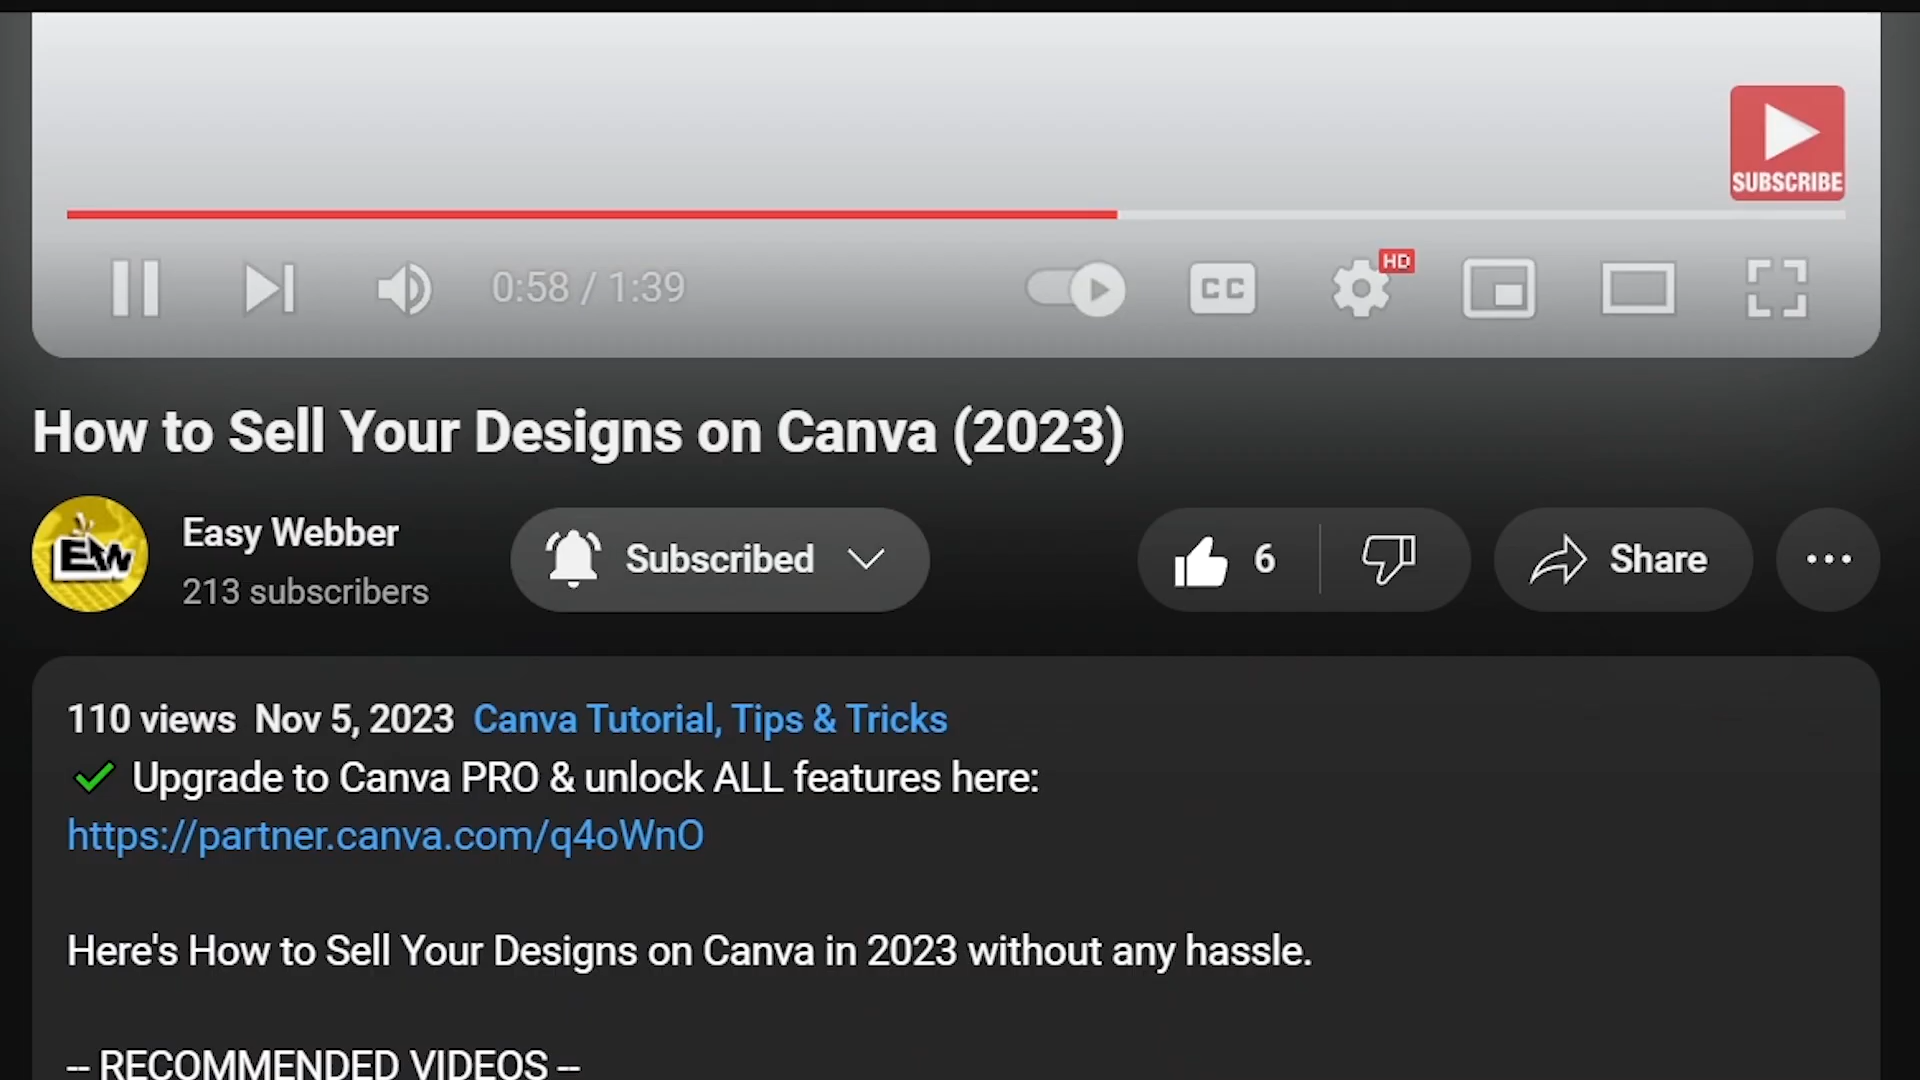 SUBSCRIBE
0:58 / 1:39
CC
HD
How to Sell Your Designs on Canva (2023)
EW
Easy Webber
213 subscribers
Subscribed
6
Share
110 views Nov 5, 2023 Canva Tutorial, Tips & Tricks
✔ Upgrade to Canva PRO & unlock ALL features here:
https://partner.canva.com/q4oWnO
Here's How to Sell Your Designs on Canva in 2023 without any hassle.
-- RECOMMENDED VIDEOS --